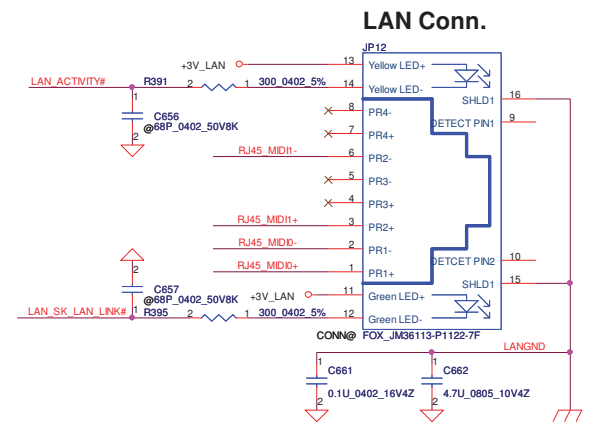 LAN Conn.
JP12
+3V_LAN
13
Yellow LED+
LAN_ACTIVITY#
R391
2
1
300_0402_5%
14
Yellow LED-
SHLD1
16
1
C656
@68P_0402_50V8K
2
8
PR4-
DETECT PIN1
9
7
PR4+
RJ45_MIDI1-
6
PR2-
5
PR3-
4
PR3+
RJ45_MIDI1+
3
PR2+
RJ45_MIDI0-
2
PR1-
DETCET PIN2
10
RJ45_MIDI0+
1
PR1+
SHLD1
15
2
C657
@68P_0402_50V8K
1
+3V_LAN
11
Green LED+
LAN_SK_LAN_LINK#
R395
2
1
300_0402_5%
12
Green LED-
CONN@
FOX_JM36113-P1122-7F
LANGND
1
C661
0.1U_0402_16V4Z
2
1
C662
4.7U_0805_10V4Z
2